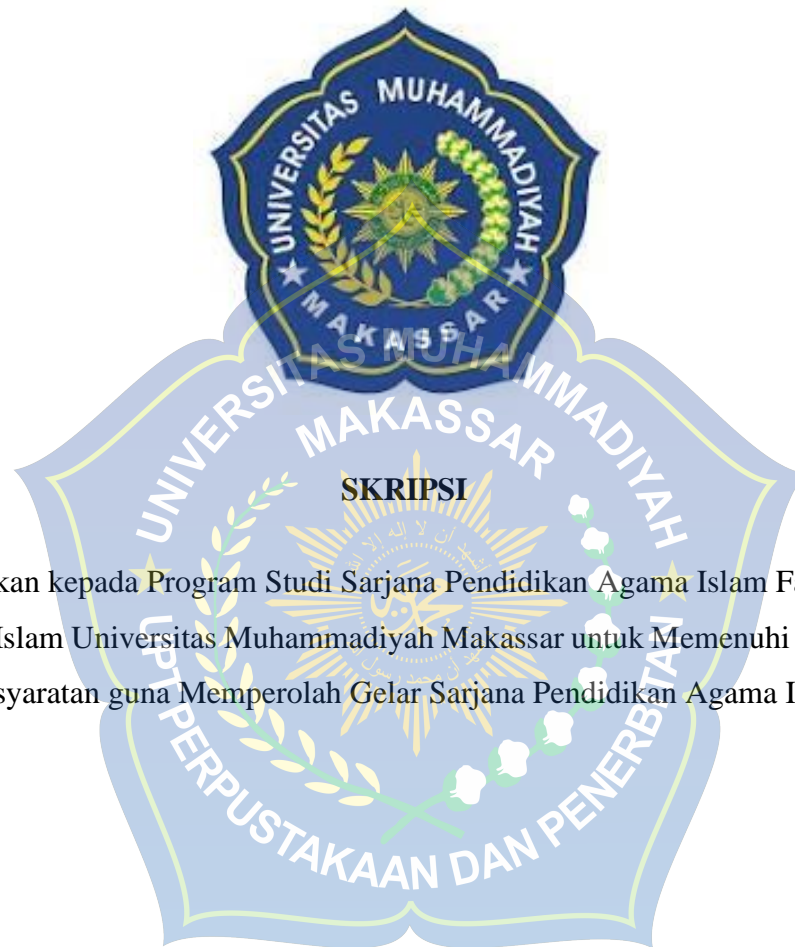 UNIVERSITAS MUHAMMADIYAH
MAKASSAR
UNIVERSITAS MUHAMMADIYAH
MAKASSAR
SKRIPSI
kan kepada Program Studi Sarjana Pendidikan Agama Islam Fa
Islam Universitas Muhammadiyah Makassar untuk Memenuhi
syaratan guna Memperolah Gelar Sarjana Pendidikan Agama I
UPT PERPUSTAKAAN DAN PENERBITAN